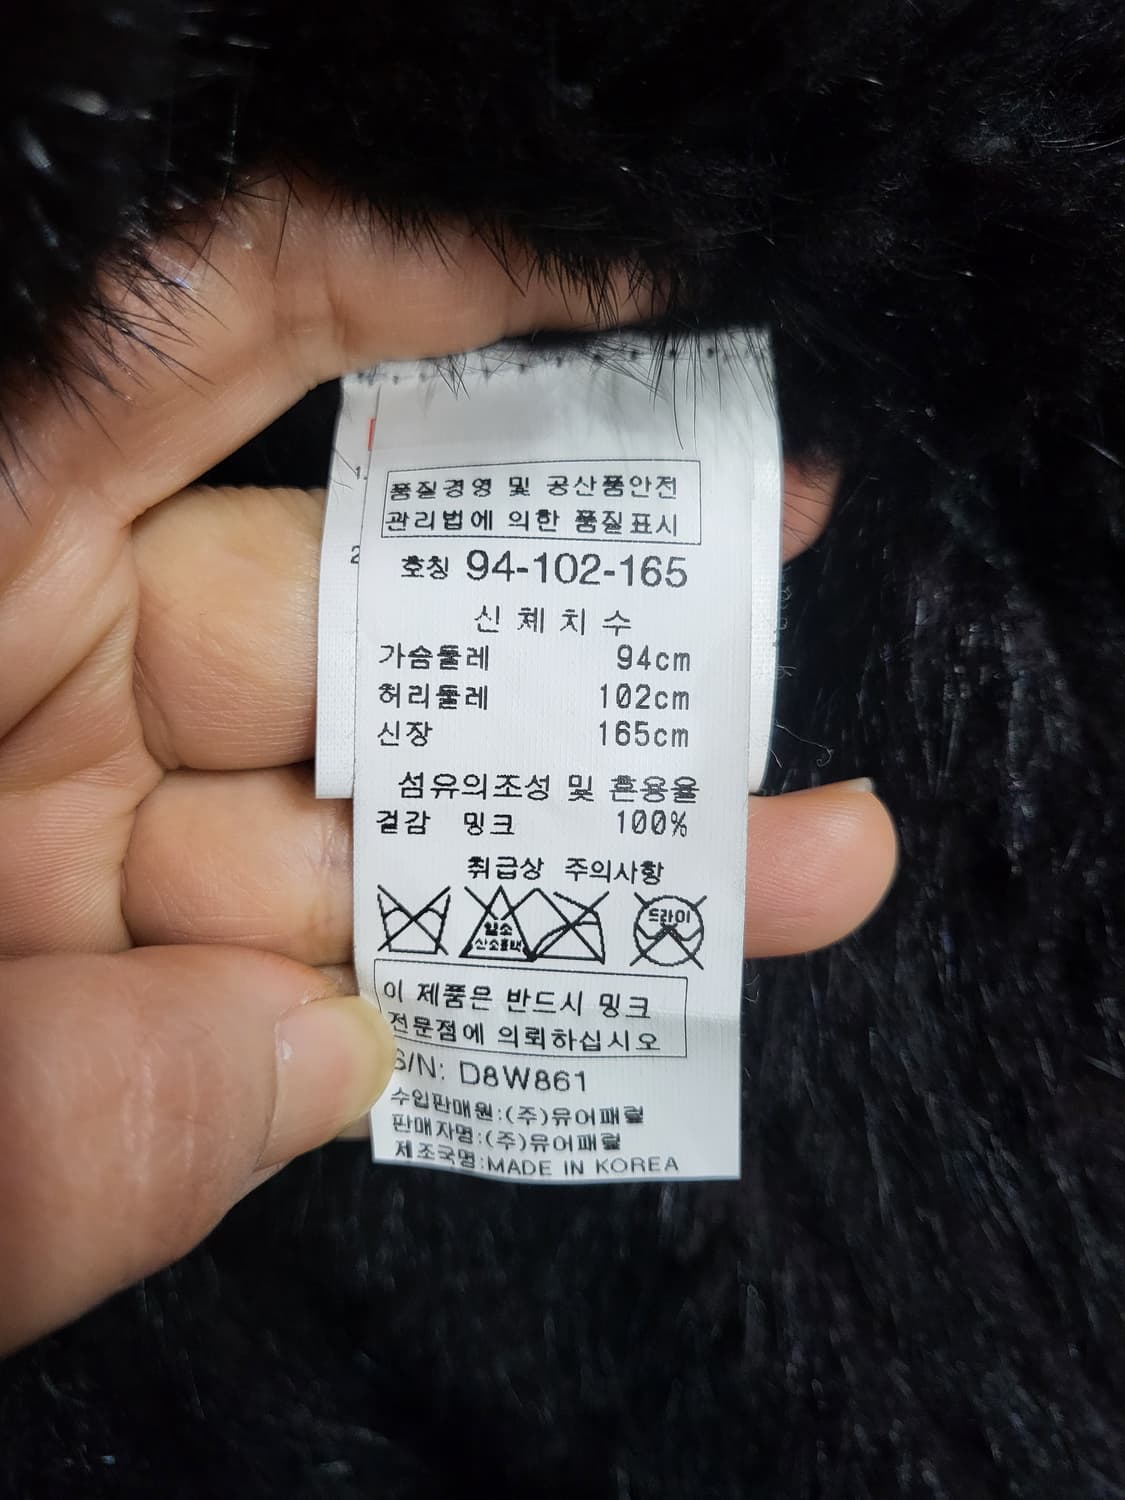 1.
2
품질경영 및 공산품안전
관리법에 의한 품질표시
호칭 94-102-165
신체치수
가슴둘레 94cm
허리둘레 102cm
신장 165cm
섬유의조성 및 혼용율
겉감 밍크 100%
취급상 주의사항
염소
산소표백
드라이
이 제품은 반드시 밍크
전문점에 의뢰하십시오
S/N: D8W861
수입판매원:(주)유어패럴
판매자명:(주)유어패럴
제조국명:MADE IN KOREA